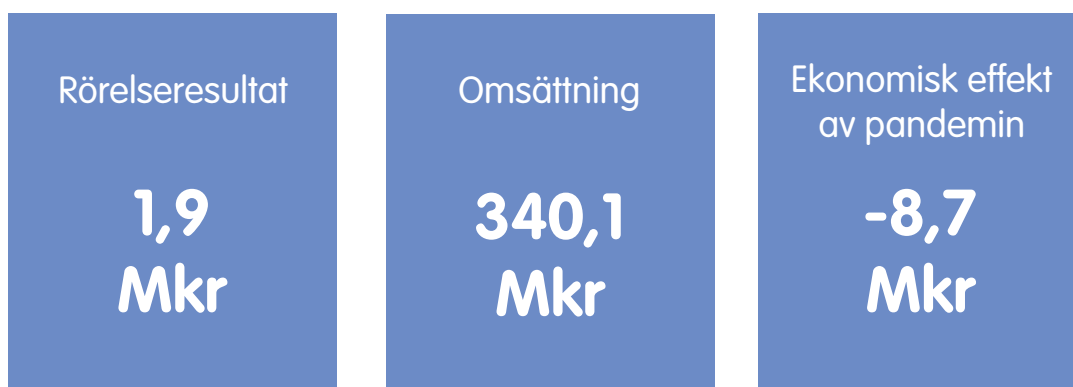 Rörelseresultat
1,9
Mkr
Omsättning
340,1
Mkr
Ekonomisk effekt
av pandemin
-8,7
Mkr